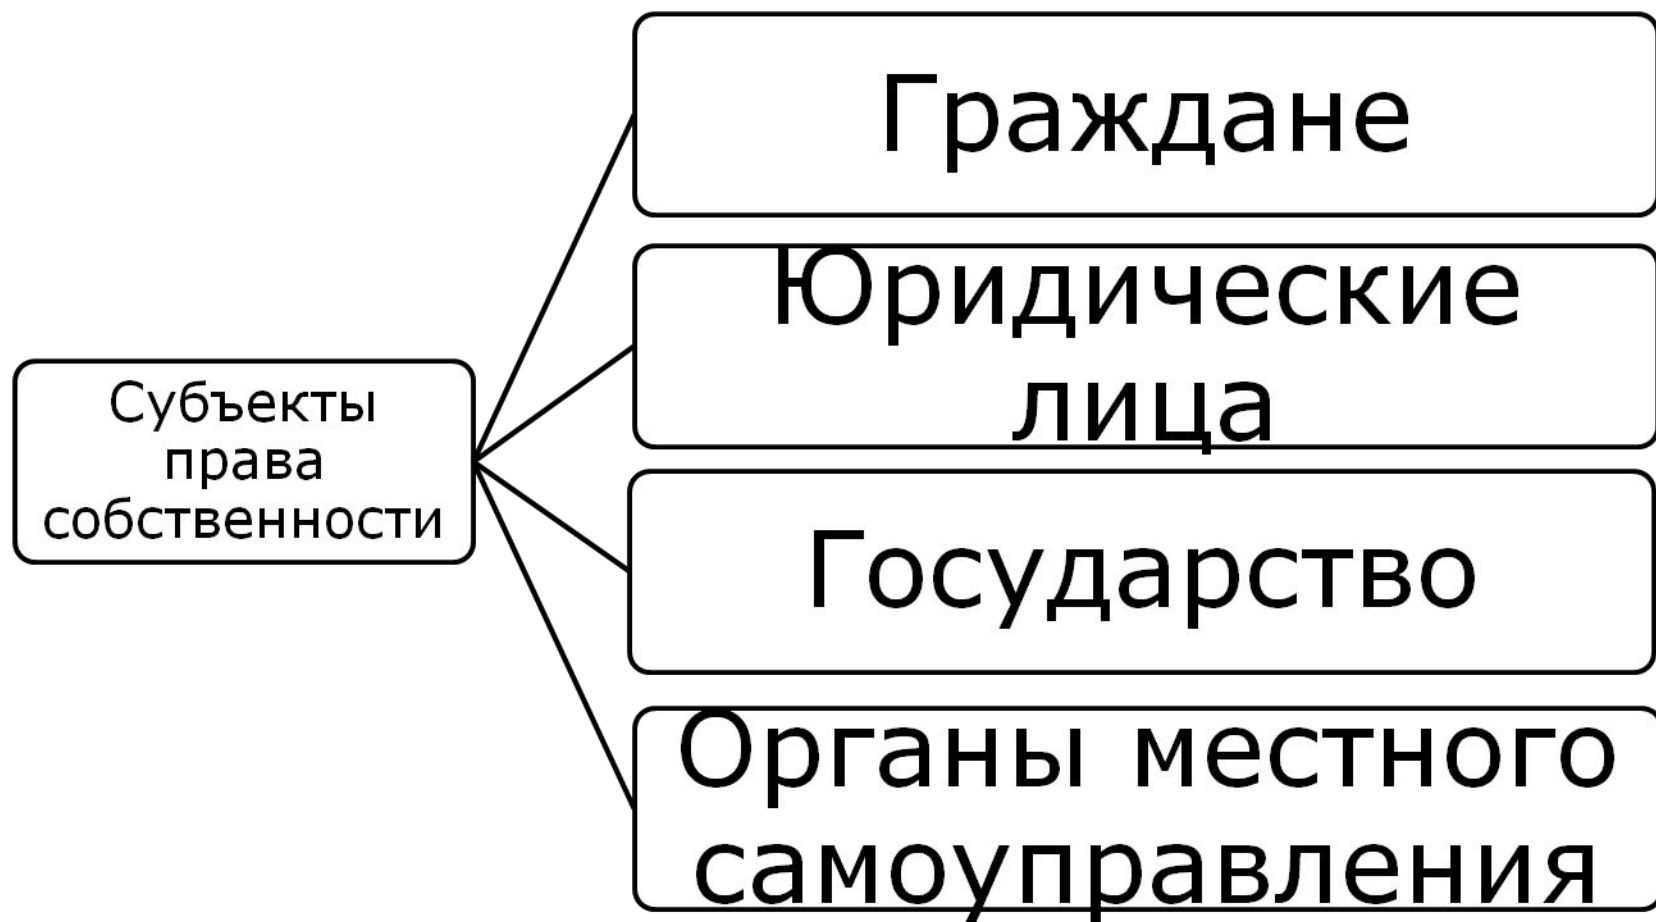 Субъекты
права
собственности
Граждане
Юридические
лица
Государство
Органы местного
самоуправления